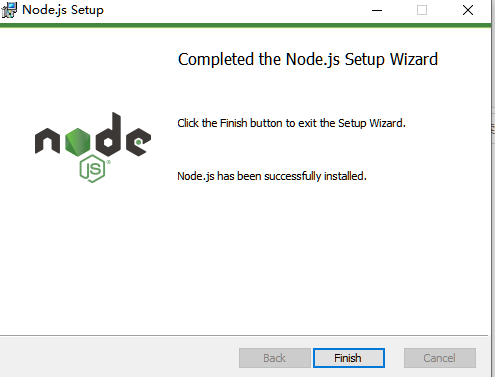 Node.js Setup
Completed the Node.js Setup Wizard
Click the Finish button to exit the Setup Wizard.
node
JS
Node.js has been successfully installed.
Back
Finish
Cancel